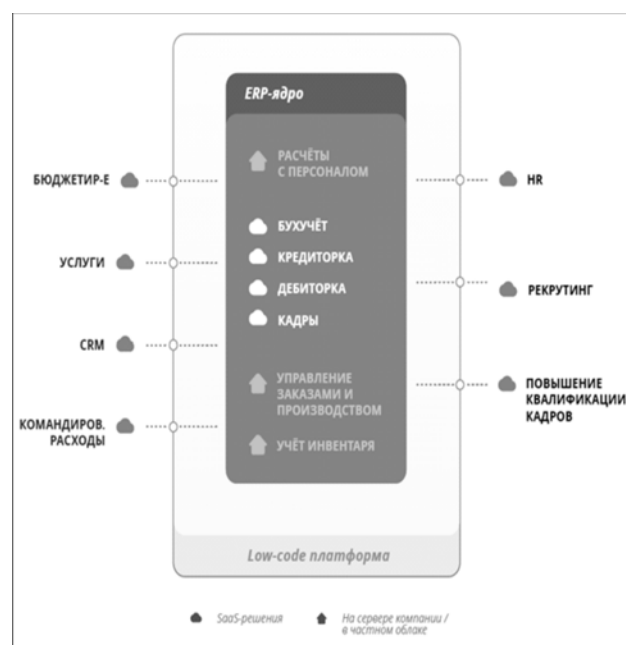 ERP-ядро
РАСЧЁТЫ
С ПЕРСОНАЛОМ
БУХУЧЁТ
КРЕДИТОРКА
ДЕБИТОРКА
КАДРЫ
УПРАВЛЕНИЕ
ЗАКАЗАМИ И
ПРОИЗВОДСТВОМ
УЧЁТ ИНВЕНТАРЯ
БЮДЖЕТИР-Е
УСЛУГИ
CRM
КОМАНДИРОВ.
РАСХОДЫ
HR
РЕКРУТИНГ
ПОВЫШЕНИЕ
КВАЛИФИКАЦИИ
КАДРОВ
Low-code платформа
SaaS-решения
На сервере компании /
в частном облаке